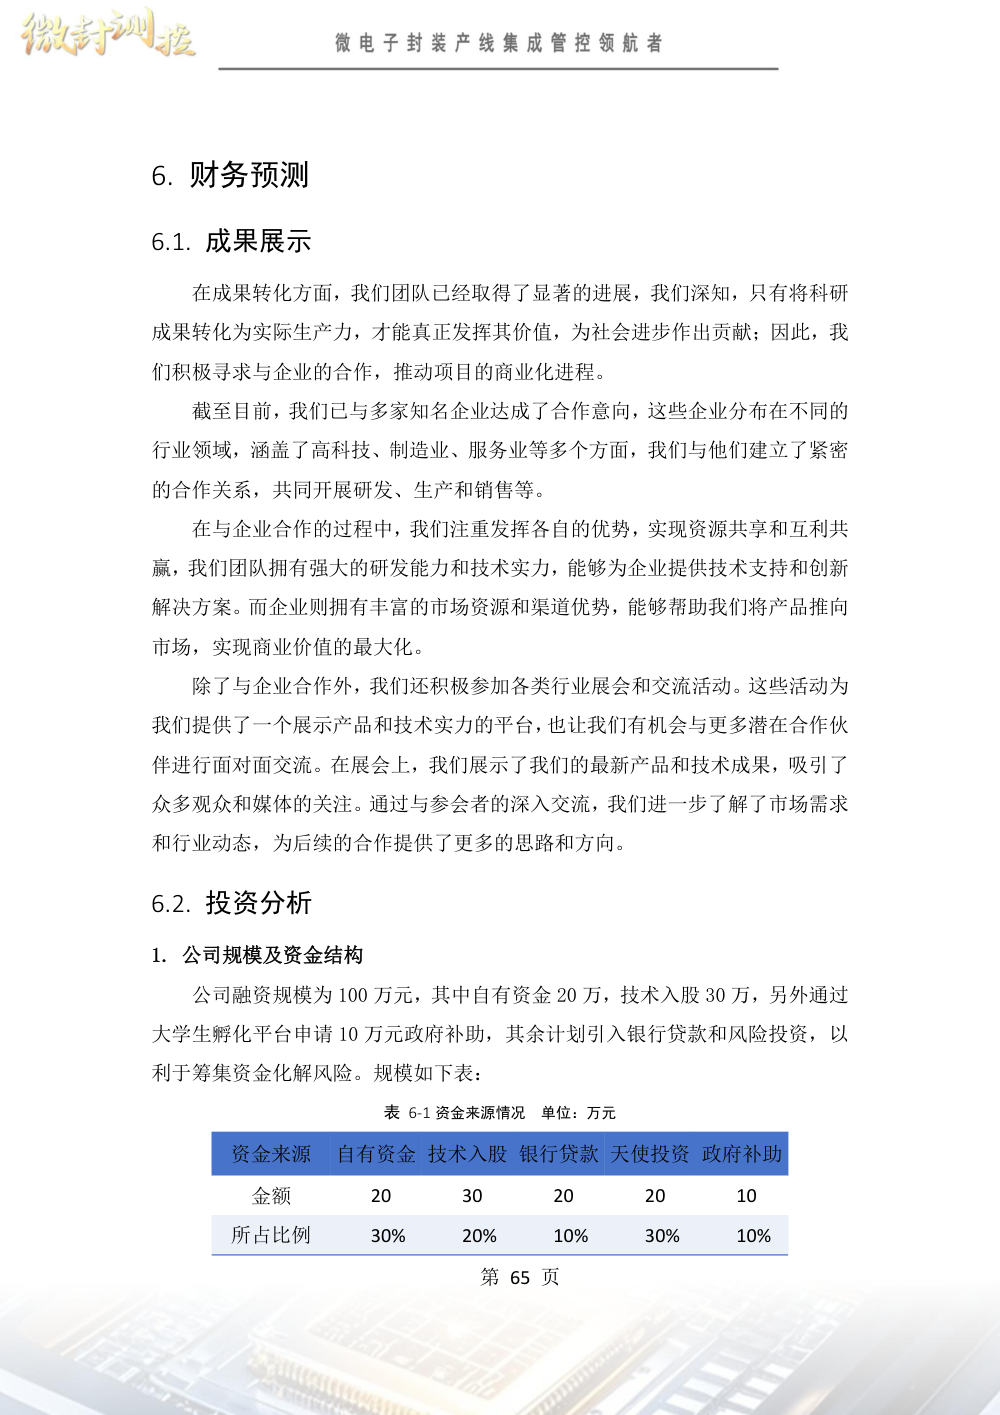 微封测控
微电子封装产线集成管控领航者
6. 财务预测
6.1. 成果展示
在成果转化方面，我们团队已经取得了显著的进展，我们深知，只有将科研
成果转化为实际生产力，才能真正发挥其价值，为社会进步作出贡献；因此，我
们积极寻求与企业的合作，推动项目的商业化进程。
截至目前，我们已与多家知名企业达成了合作意向，这些企业分布在不同的
行业领域，涵盖了高科技、制造业、服务业等多个方面，我们与他们建立了紧密
的合作关系，共同开展研发、生产和销售等。
在与企业合作的过程中，我们注重发挥各自的优势，实现资源共享和互利共
赢，我们团队拥有强大的研发能力和技术实力，能够为企业提供技术支持和创新
解决方案。而企业则拥有丰富的市场资源和渠道优势，能够帮助我们将产品推向
市场，实现商业价值的最大化。
除了与企业合作外，我们还积极参加各类行业展会和交流活动。这些活动为
我们提供了一个展示产品和技术实力的平台，也让我们有机会与更多潜在合作伙
伴进行面对面交流。在展会上，我们展示了我们的最新产品和技术成果，吸引了
众多观众和媒体的关注。通过与参会者的深入交流，我们进一步了解了市场需求
和行业动态，为后续的合作提供了更多的思路和方向。
6.2. 投资分析
1. 公司规模及资金结构
公司融资规模为 100 万元，其中自有资金 20 万，技术入股 30 万，另外通过
大学生孵化平台申请 10 万元政府补助，其余计划引入银行贷款和风险投资，以
利于筹集资金化解风险。规模如下表：
表 6-1 资金来源情况 单位：万元
资金来源 自有资金 技术入股 银行贷款 天使投资 政府补助
金额 20 30 20 20 10
所占比例 30% 20% 10% 30% 10%
第 65 页